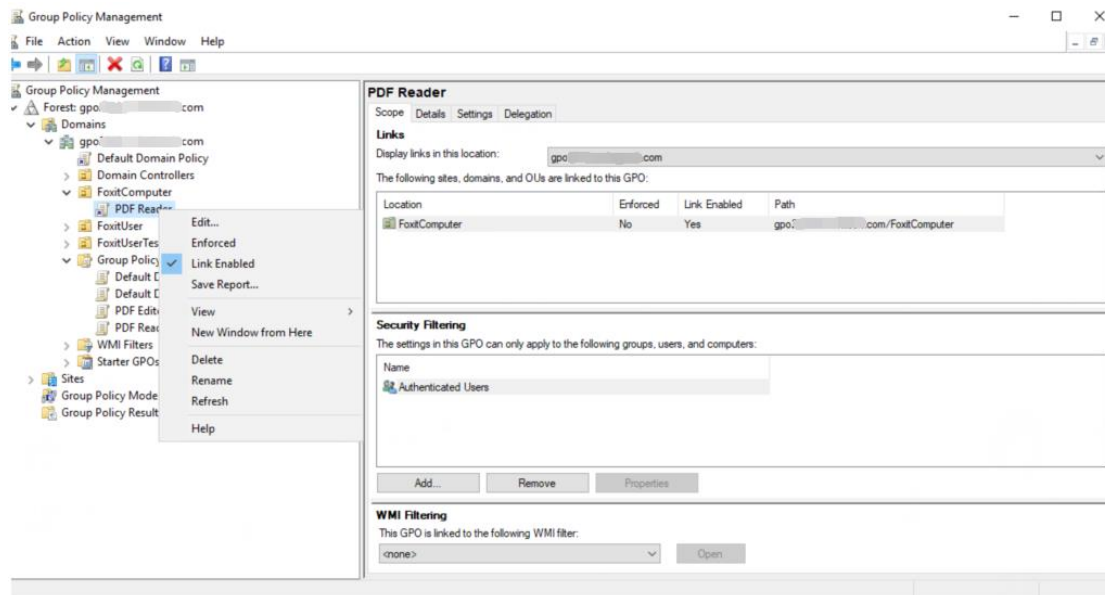 Group Policy Management
File Action View Window Help
Group Policy Management
Forest: gpo. com
Domains
gpo com
Default Domain Policy
Domain Controllers
FoxitComputer
PDF Reader
FoxitUser
FoxitUserTes
Group Polic
Default D
Default D
PDF Edit
PDF Read
WMI Filters
Starter GPOs
Sites
Group Policy Mode
Group Policy Result
Edit...
Enforced
Link Enabled
Save Report...
View
New Window from Here
Delete
Rename
Refresh
Help
PDF Reader
Scope Details Settings Delegation
Links
Display links in this location: gpo .com
The following sites, domains, and OUs are linked to this GPO:
Location Enforced Link Enabled Path
FoxitComputer No Yes gpo. .com/FoxitComputer
Security Filtering
The settings in this GPO can only apply to the following groups, users, and computers:
Name
Authenticated Users
Add... Remove Properties
WMI Filtering
This GPO is linked to the following WMI filter:
<none> Open